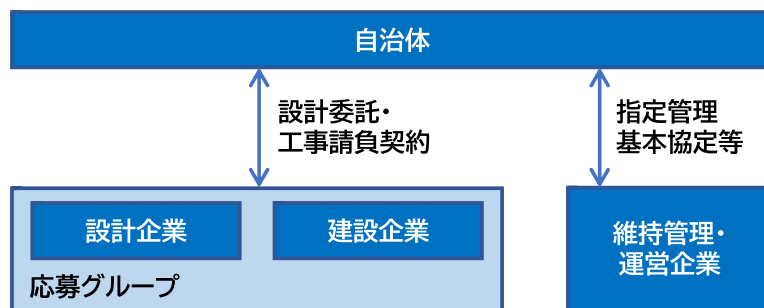 自治体
設計委託・
工事請負契約
指定管理
基本協定等
設計企業
建設企業
応募グループ
維持管理・
運営企業